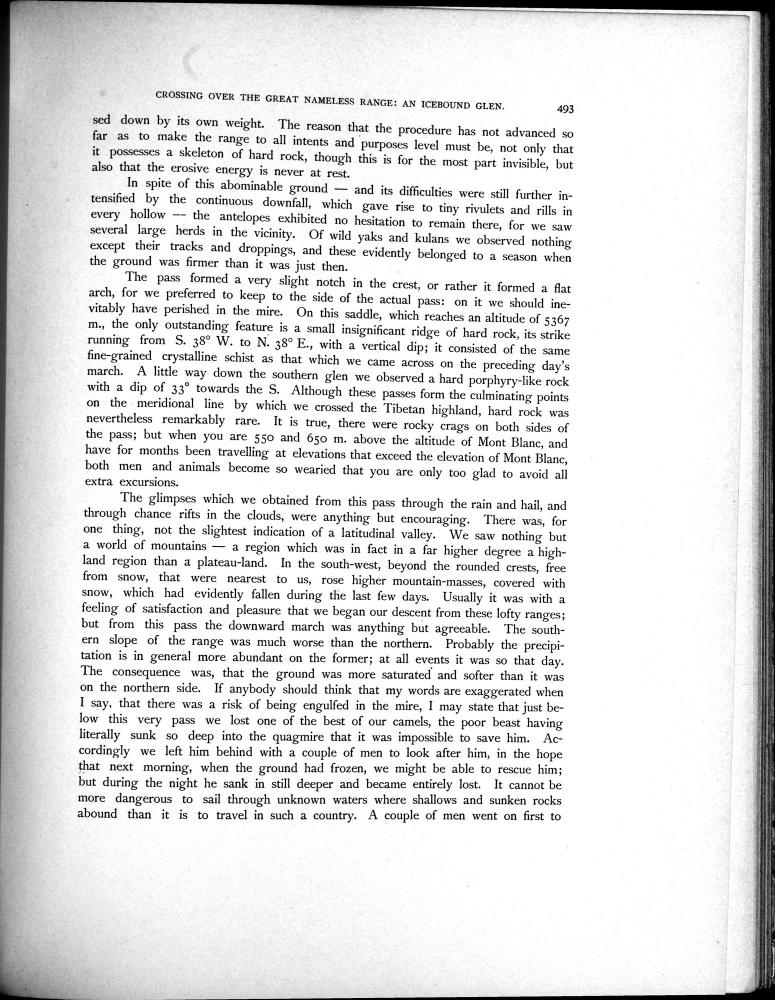 CROSSING OVER THE GREAT NAMELESS RANGE: AN ICEBOUND GLEN. 493
sed down by its own weight. The reason that the procedure has not advanced so
far as to make the range to all intents and purposes level must be, not only that
it possesses a skeleton of hard rock, though this is for the most part invisible, but
also that the erosive energy is never at rest.
In spite of this abominable ground — and its difficulties were still further in-
tensified by the continuous downfall, which gave rise to tiny rivulets and rills in
every hollow — the antelopes exhibited no hesitation to remain there, for we saw
several large herds in the vicinity. Of wild yaks and kulans we observed nothing
except their tracks and droppings, and these evidently belonged to a season when
the ground was firmer than it was just then.
The pass formed a very slight notch in the crest, or rather it formed a flat
arch, for we preferred to keep to the side of the actual pass: on it we should ine-
vitably have perished in the mire. On this saddle, which reaches an altitude of 5367
m., the only outstanding feature is a small insignificant ridge of hard rock, its strike
running from S. 38° W. to N. 38° E., with a vertical dip; it consisted of the same
fine-grained crystalline schist as that which we came across on the preceding day's
march. A little way down the southern glen we observed a hard porphyry-like rock
with a dip of 33° towards the S. Although these passes form the culminating points
on the meridional line by which we crossed the Tibetan highland, hard rock was
nevertheless remarkably rare. It is true, there were rocky crags on both sides of
the pass; but when you are 550 and 650 m. above the altitude of Mont Blanc, and
have for months been travelling at elevations that exceed the elevation of Mont Blanc,
both men and animals become so wearied that you are only too glad to avoid all
extra excursions.
The glimpses which we obtained from this pass through the rain and hail, and
through chance rifts in the clouds, were anything but encouraging. There was, for
one thing, not the slightest indication of a latitudinal valley. We saw nothing but
a world of mountains — a region which was in fact in a far higher degree a high-
land region than a plateau-land. In the south-west, beyond the rounded crests, free
from snow, that were nearest to us, rose higher mountain-masses, covered with
snow, which had evidently fallen during the last few days. Usually it was with a
feeling of satisfaction and pleasure that we began our descent from these lofty ranges;
but from this pass the downward march was anything but agreeable. The south-
ern slope of the range was much worse than the northern. Probably the precipi-
tation is in general more abundant on the former; at all events it was so that day.
The consequence was, that the ground was more saturated and softer than it was
on the northern side. If anybody should think that my words are exaggerated when
I say, that there was a risk of being engulfed in the mire, I may state that just be-
low this very pass we lost one of the best of our camels, the poor beast having
literally sunk so deep into the quagmire that it was impossible to save him. Ac-
cordingly we left him behind with a couple of men to look after him, in the hope
that next morning, when the ground had frozen, we might be able to rescue him;
but during the night he sank in still deeper and became entirely lost. It cannot be
more dangerous to sail through unknown waters where shallows and sunken rocks
abound than it is to travel in such a country. A couple of men went on first to